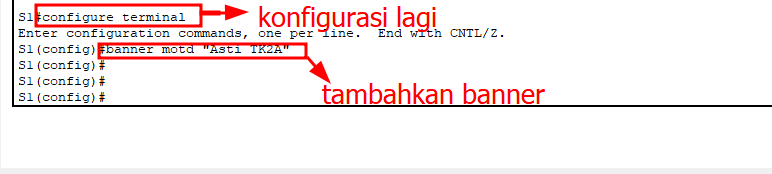 S1#configure terminal
konfigurasi lagi
Enter configuration commands, one per line.  End with CNTL/Z.
S1(config)#banner motd "Asti TK2A"
S1(config)#
S1(config)#
tambahkan banner
S1(config)#